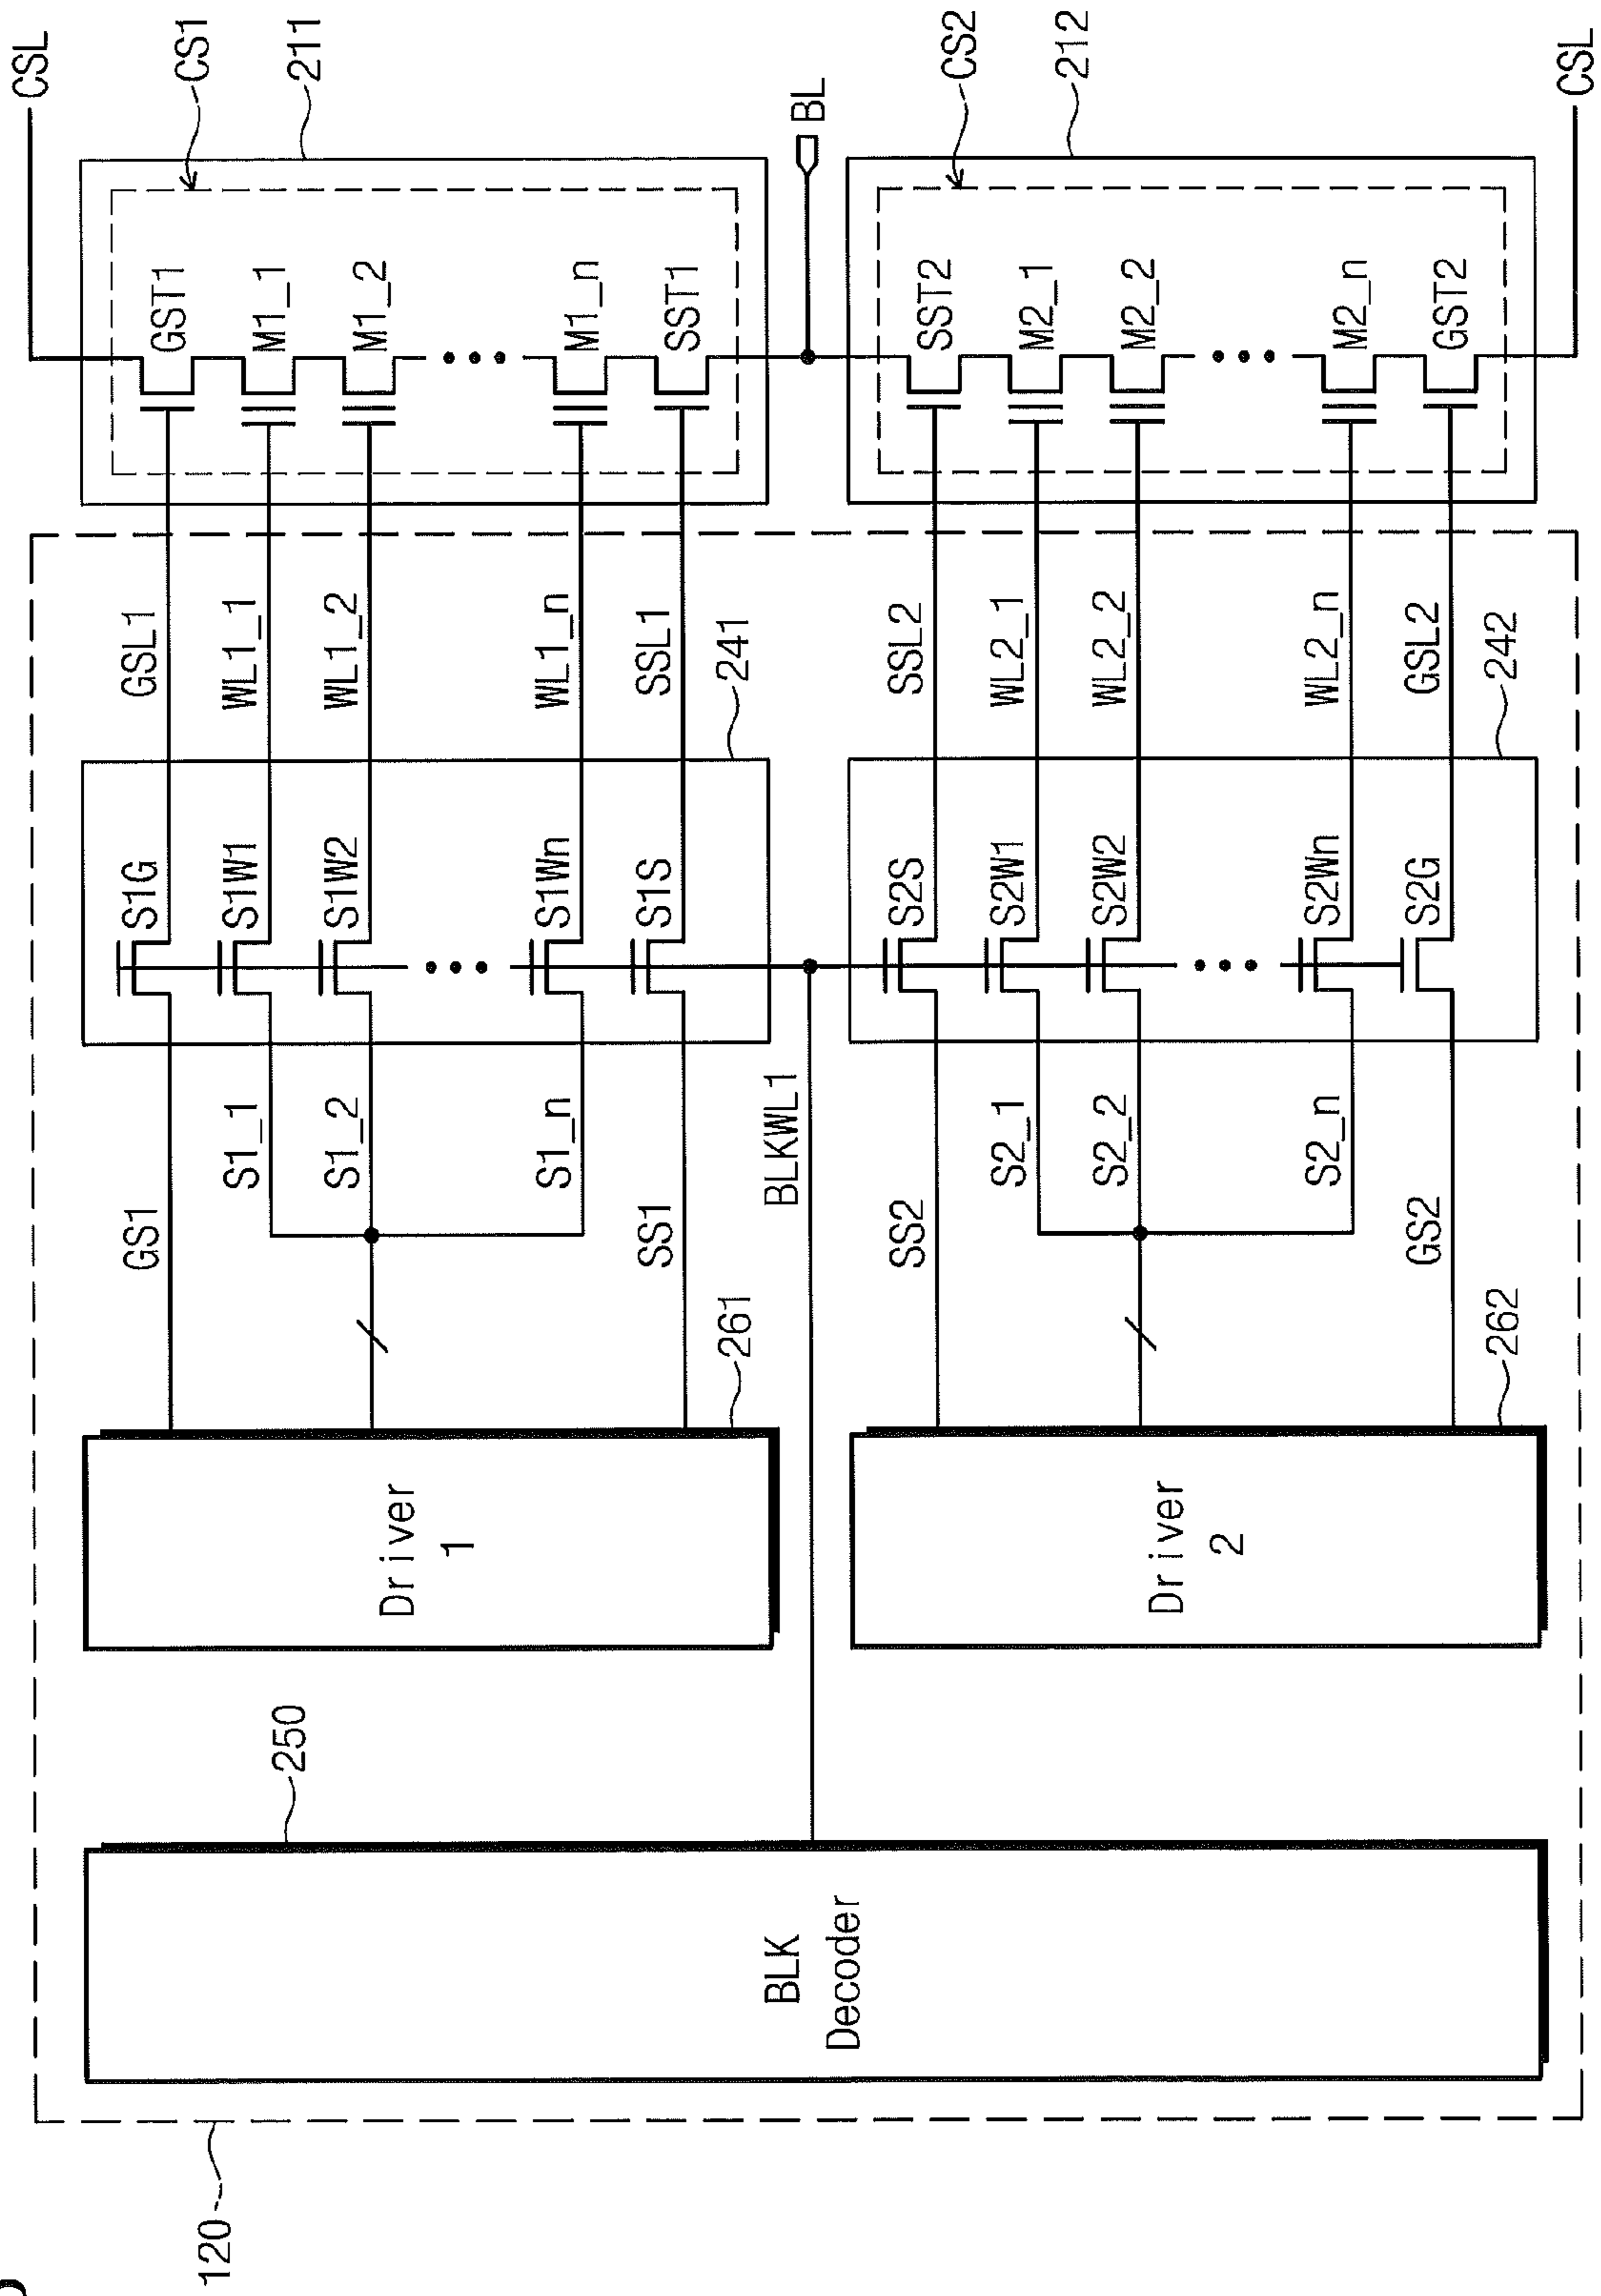 CSL
CS1
211
GST1
M1_1
M1_2
M1_n
SST1
BL
CS2
212
SST2
M2_1
M2_2
M2_n
GST2
CSL
GSL1
WL1_1
WL1_2
WL1_n
SSL1
241
SSL2
WL2_1
WL2_2
WL2_n
GSL2
242
S1G
S1W1
S1W2
S1Wn
S1S
S2S
S2W1
S2W2
S2Wn
S2G
GS1
S1_1
S1_2
S1_n
SS1
BLKWL1
SS2
S2_1
S2_2
S2_n
GS2
261
262
Driver
1
Driver
2
250
BLK
Decoder
120